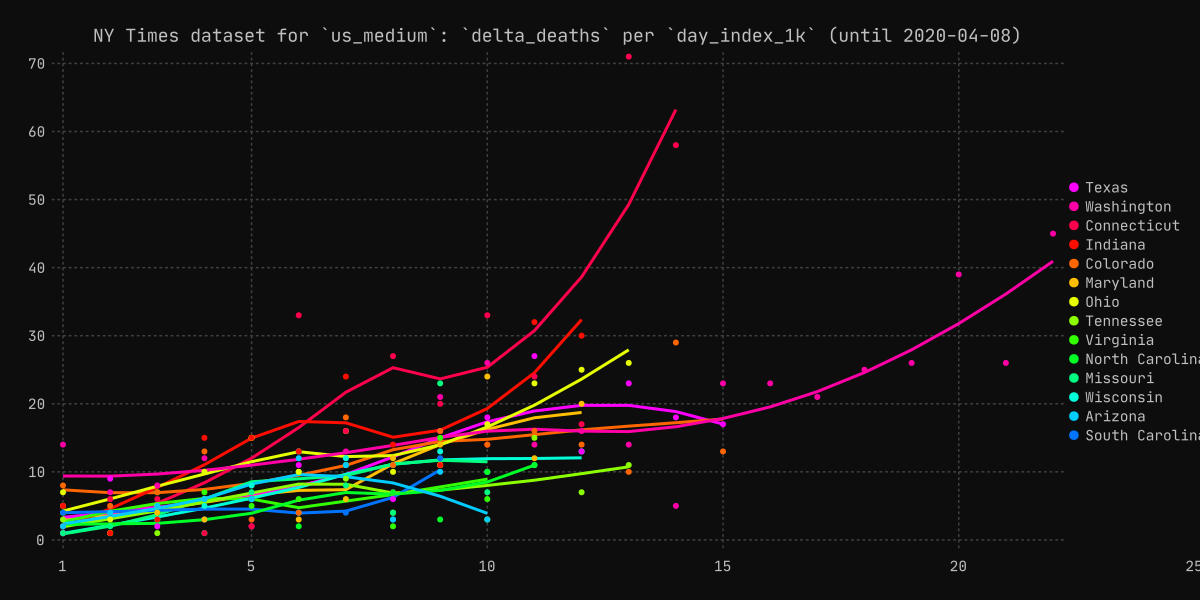 NY Times dataset for `us_medium`: `delta_deaths` per `day_index_1k` (until 2020-04-08)
70
60
50
40
30
20
10
0
1 5 10 15 20 25
Texas
Washington
Connecticut
Indiana
Colorado
Maryland
Ohio
Tennessee
Virginia
North Carolina
Missouri
Wisconsin
Arizona
South Carolina